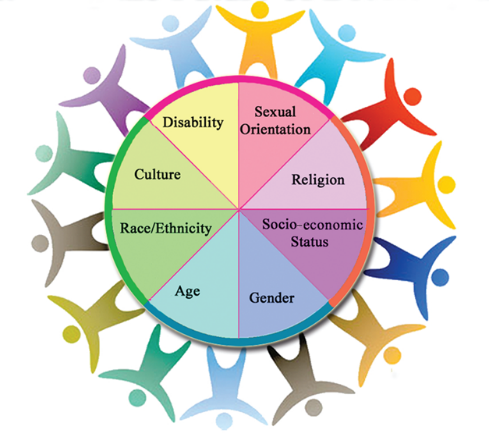 Disability
Sexual
Orientation
Culture
Religion
Race/Ethnicity
Socio-economic
Status
Age
Gender